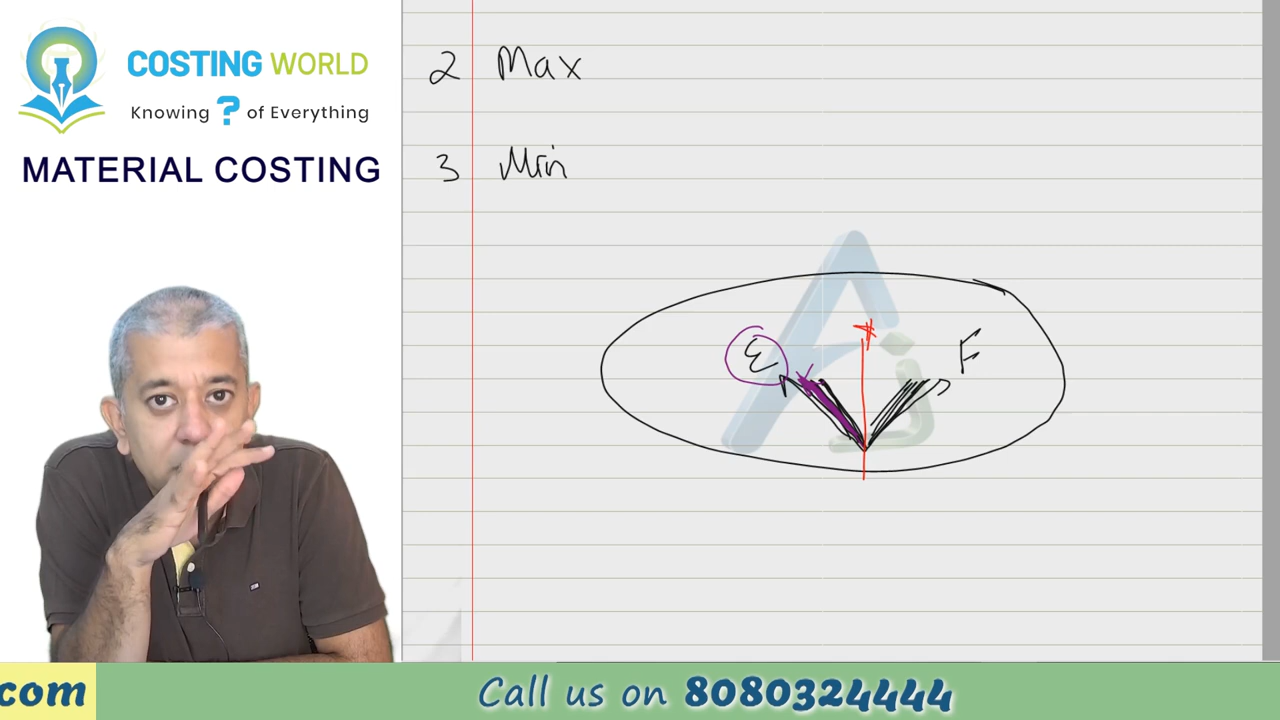 COSTING WORLD
Knowing ? of Everything
MATERIAL COSTING
2 Max
3 Min
E
F
com
Call us on 8080324444